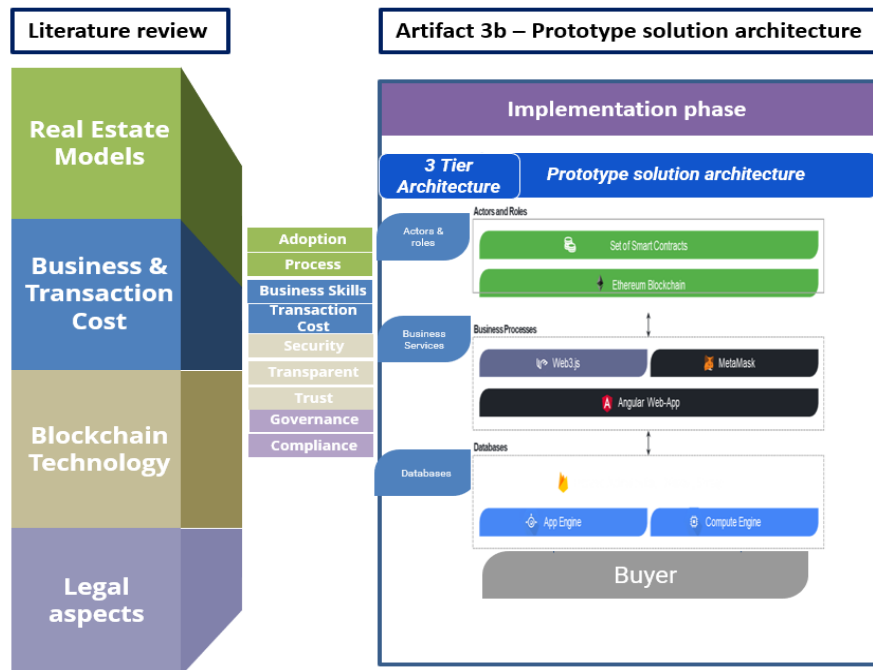 Literature review
Artifact 3b – Prototype solution architecture
Real Estate
Models
Business &
Transaction
Cost
Blockchain
Technology
Legal
aspects
Adoption
Process
Business Skills
Transaction
Cost
Security
Transparent
Trust
Governance
Compliance
Implementation phase
3 Tier
Architecture
Prototype solution architecture
Actors &
roles
Actors and Roles
Set of Smart Contracts
Ethereum Blockchain
Business
Services
Business Processes
Web3.js
MetaMask
Angular Web-App
Databases
Databases
App Engine
Compute Engine
Buyer